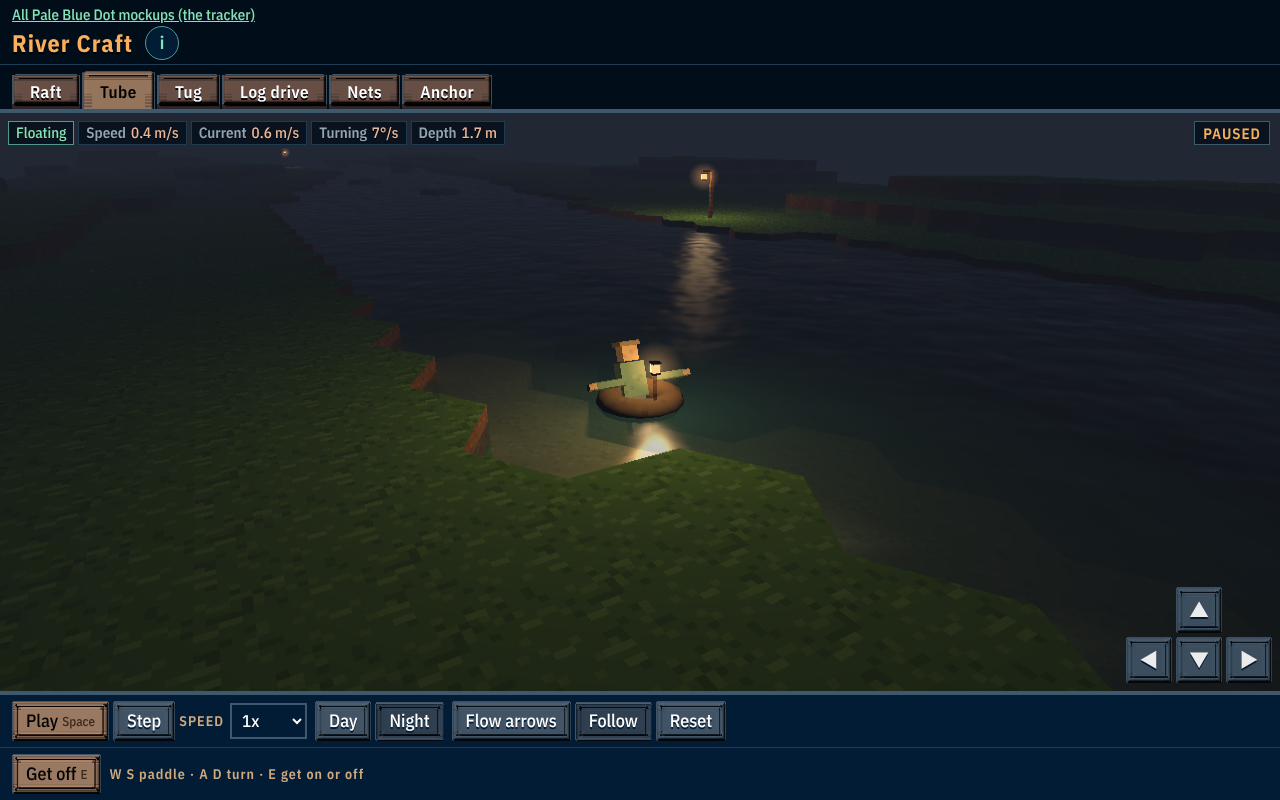 All Pale Blue Dot mockups (the tracker)
River Craft i
Raft Tube Tug Log drive Nets Anchor
Floating Speed 0.4 m/s Current 0.6 m/s Turning 7°/s Depth 1.7 m PAUSED
Play Space Step SPEED 1x Day Night Flow arrows Follow Reset
Get off E W S paddle · A D turn · E get on or off